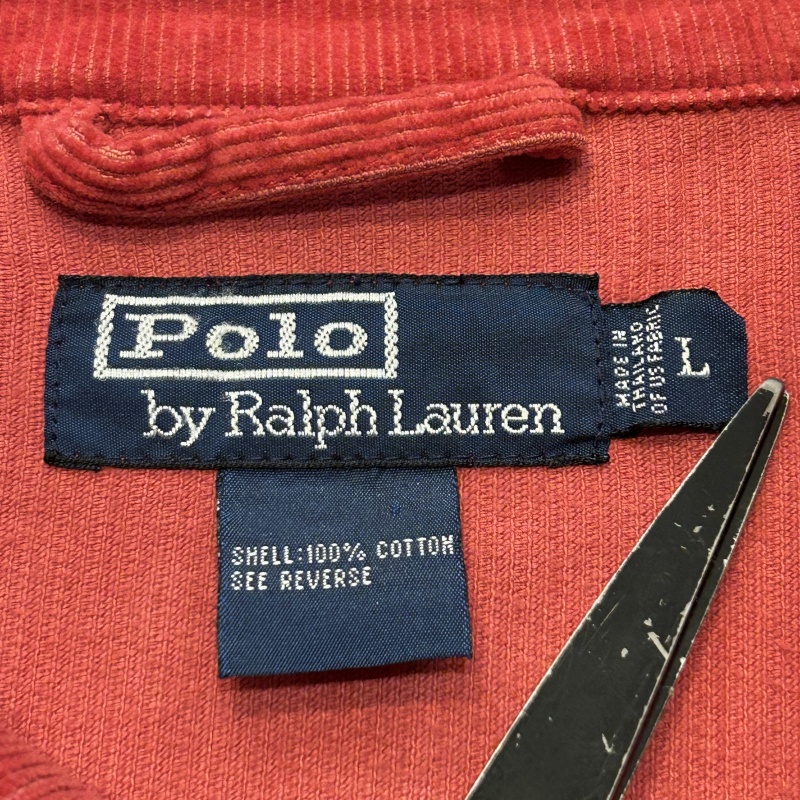 Polo
by Ralph Lauren
MADE IN
THAILAND
OF US FABRIC
L
SHELL:100% COTTON
SEE REVERSE